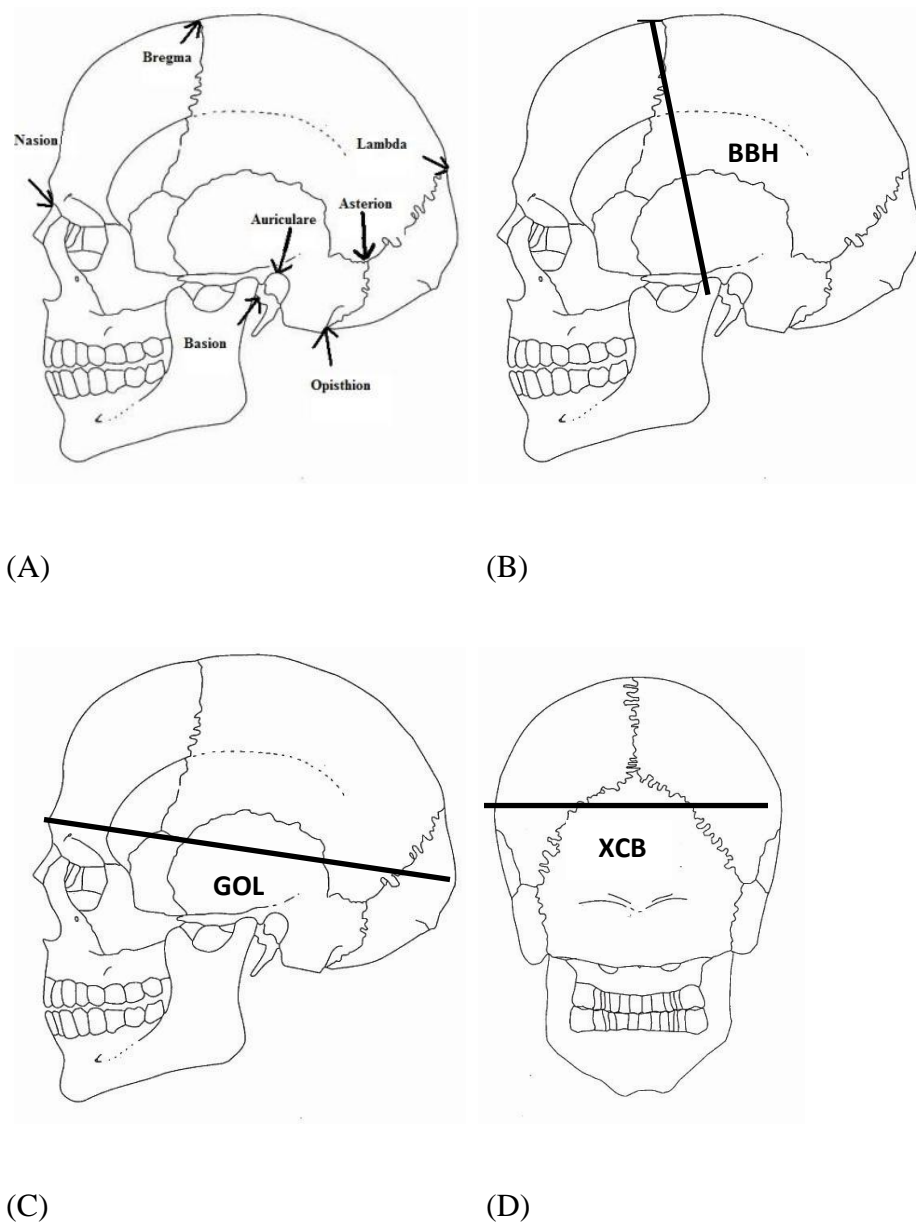 Bregma
Nasion
Lambda
Auriculare
Asterion
Basion
Opisthion
BBH
(A)
(B)
GOL
XCB
(C)
(D)